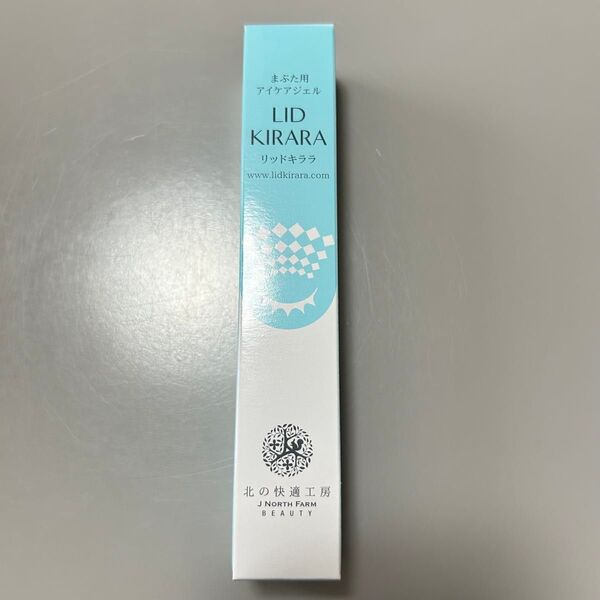 まぶた用
アイケアジェル
LID
KIRARA
リッドキララ
www.lidkirara.com
北の快適工房
J NORTH FARM
BEAUTY